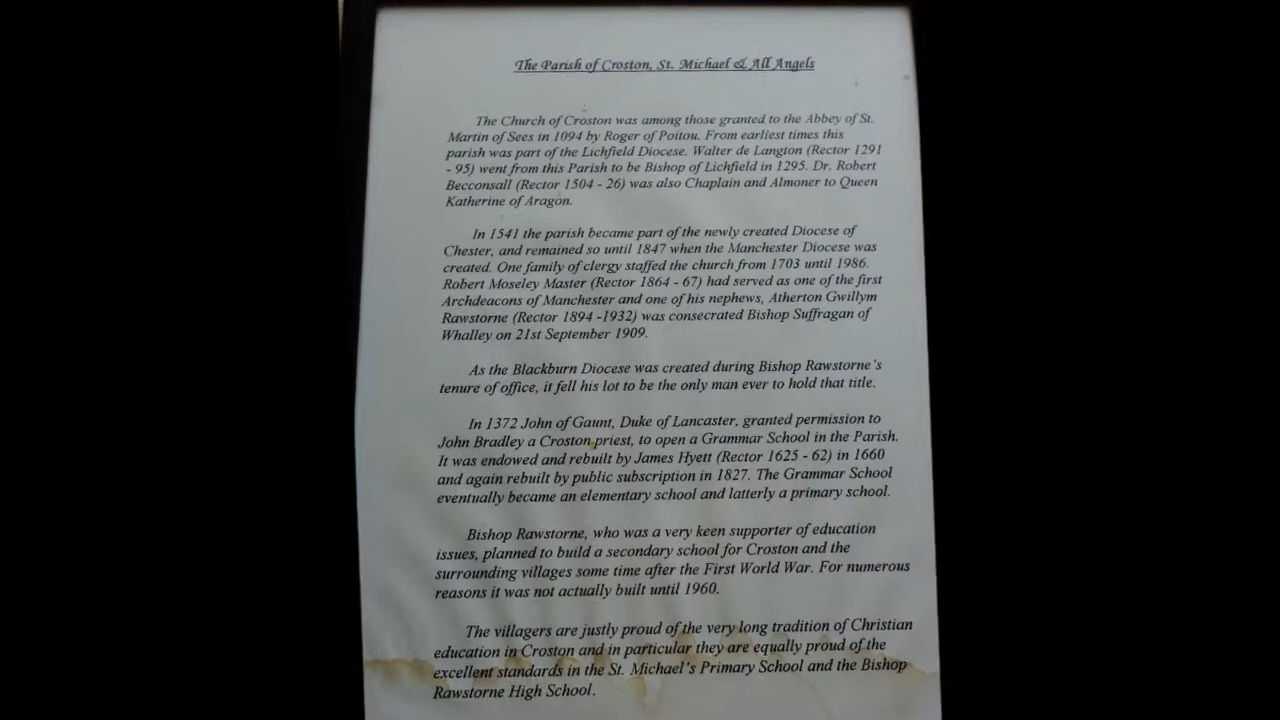 The Parish of Croston, St. Michael & All Angels
The Church of Croston was among those granted to the Abbey of St.
Martin of Sees in 1094 by Roger of Poitou. From earliest times this
parish was part of the Lichfield Diocese. Walter de Langton (Rector 1291
- 95) went from this Parish to be Bishop of Lichfield in 1295. Dr. Robert
Becconsall (Rector 1504 - 26) was also Chaplain and Almoner to Queen
Katherine of Aragon.
In 1541 the parish became part of the newly created Diocese of
Chester, and remained so until 1847 when the Manchester Diocese was
created. One family of clergy staffed the church from 1703 until 1986.
Robert Moseley Master (Rector 1864 - 67) had served as one of the first
Archdeacons of Manchester and one of his nephews, Atherton Gwillym
Rawstorne (Rector 1894 -1932) was consecrated Bishop Suffragan of
Whalley on 21st September 1909.
As the Blackburn Diocese was created during Bishop Rawstorne's
tenure of office, it fell his lot to be the only man ever to hold that title.
In 1372 John of Gaunt, Duke of Lancaster, granted permission to
John Bradley a Croston priest, to open a Grammar School in the Parish.
It was endowed and rebuilt by James Hyett (Rector 1625 - 62) in 1660
and again rebuilt by public subscription in 1827. The Grammar School
eventually became an elementary school and latterly a primary school.
Bishop Rawstorne, who was a very keen supporter of education
issues, planned to build a secondary school for Croston and the
surrounding villages some time after the First World War. For numerous
reasons it was not actually built until 1960.
The villagers are justly proud of the very long tradition of Christian
education in Croston and in particular they are equally proud of the
excellent standards in the St. Michael's Primary School and the Bishop
Rawstorne High School.